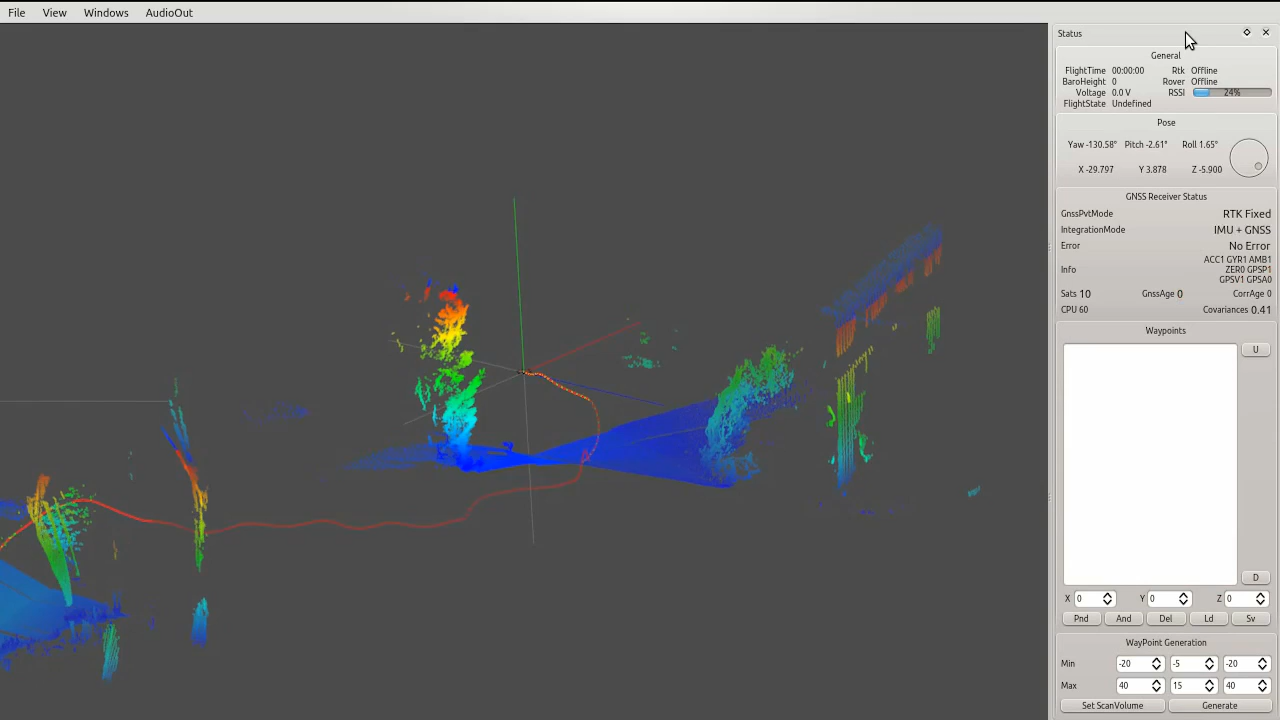 File View Windows AudioOut
Status
General
FlightTime 00:00:00 Rtk Offline
BaroHeight 0 Rover Offline
Voltage 0.0 V RSSI 24%
FlightState Undefined
Pose
Yaw -130.58° Pitch -2.61° Roll 1.65°
X -29.797 Y 3.878 Z -5.900
GNSS Receiver Status
GnssPvtMode RTK Fixed
IntegrationMode IMU + GNSS
Error No Error
Info ACC1 GYR1 AMB1
ZER0 GPSP1
GPSV1 GPSA0
Sats 10 GnssAge 0 CorrAge 0
CPU 60 Covariances 0.41
Waypoints
U
D
X 0 Y 0 Z 0
Pnd And Del Ld Sv
WayPoint Generation
Min -20 -5 -20
Max 40 15 40
Set ScanVolume Generate